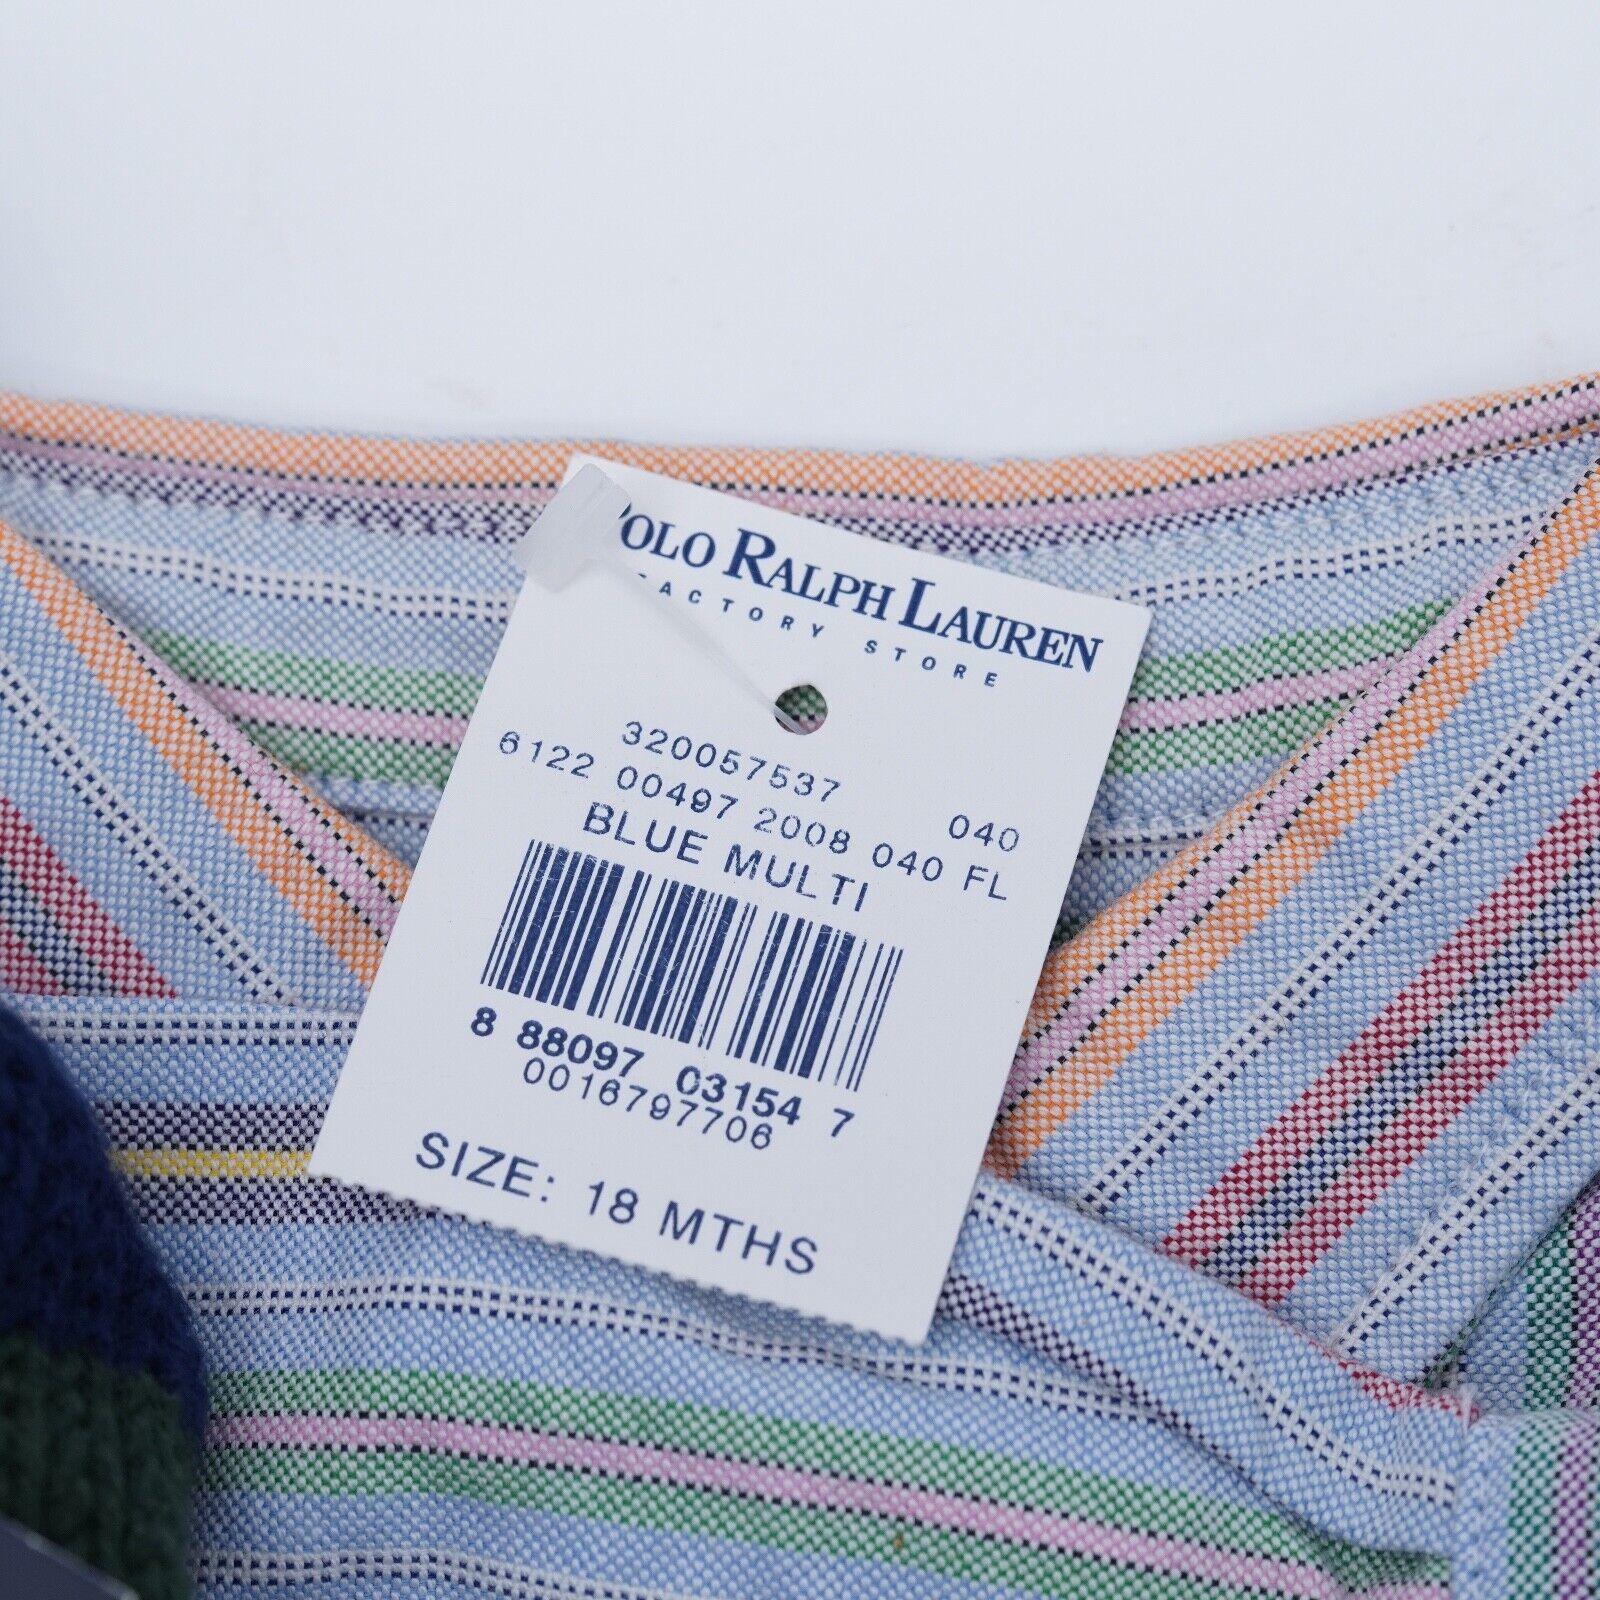 POLO RALPH LAUREN
FACTORY STORE
320057537 040
6122 00497 2008 040 FL
BLUE MULTI
8 88097 03154 7
0016797706
SIZE: 18 MTHS